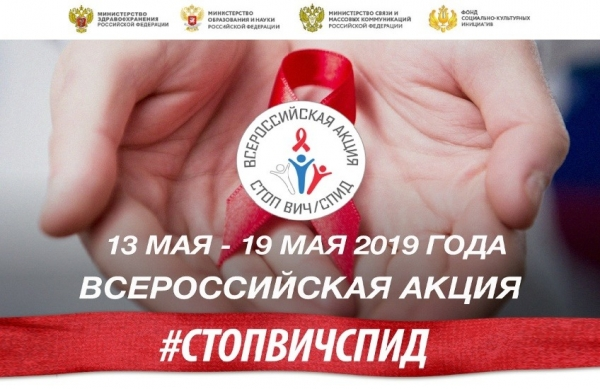 МИНИСТЕРСТВО
ЗДРАВООХРАНЕНИЯ
РОССИЙСКОЙ ФЕДЕРАЦИИ
МИНИСТЕРСТВО
ОБРАЗОВАНИЯ И НАУКИ
РОССИЙСКОЙ ФЕДЕРАЦИИ
МИНИСТЕРСТВО СВЯЗИ И
МАССОВЫХ КОММУНИКАЦИЙ
РОССИЙСКОЙ ФЕДЕРАЦИИ
ФОНД
СОЦИАЛЬНО-КУЛЬТУРНЫХ
ИНИЦИАТИВ
ВСЕРОССИЙСКАЯ АКЦИЯ
СТОП ВИЧ/СПИД
13 МАЯ - 19 МАЯ 2019 ГОДА
ВСЕРОССИЙСКАЯ АКЦИЯ
#СТОПВИЧСПИД